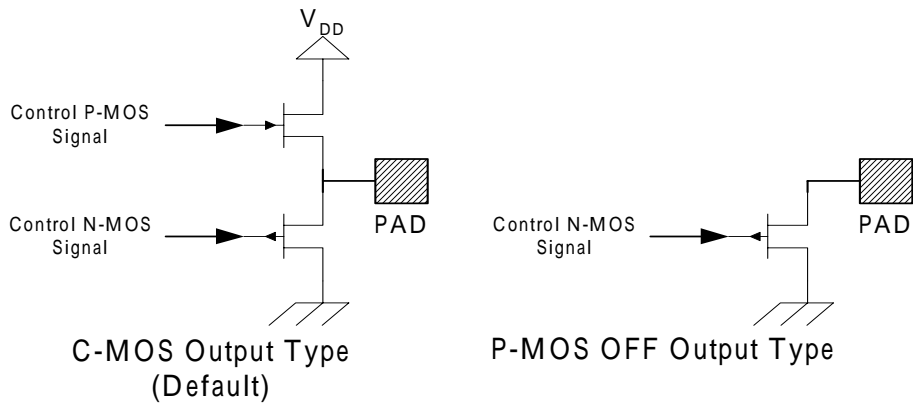 VDD
Control P-MOS
Signal
Control N-MOS
Signal
PAD
C-MOS Output Type
(Default)
Control N-MOS
Signal
PAD
P-MOS OFF Output Type